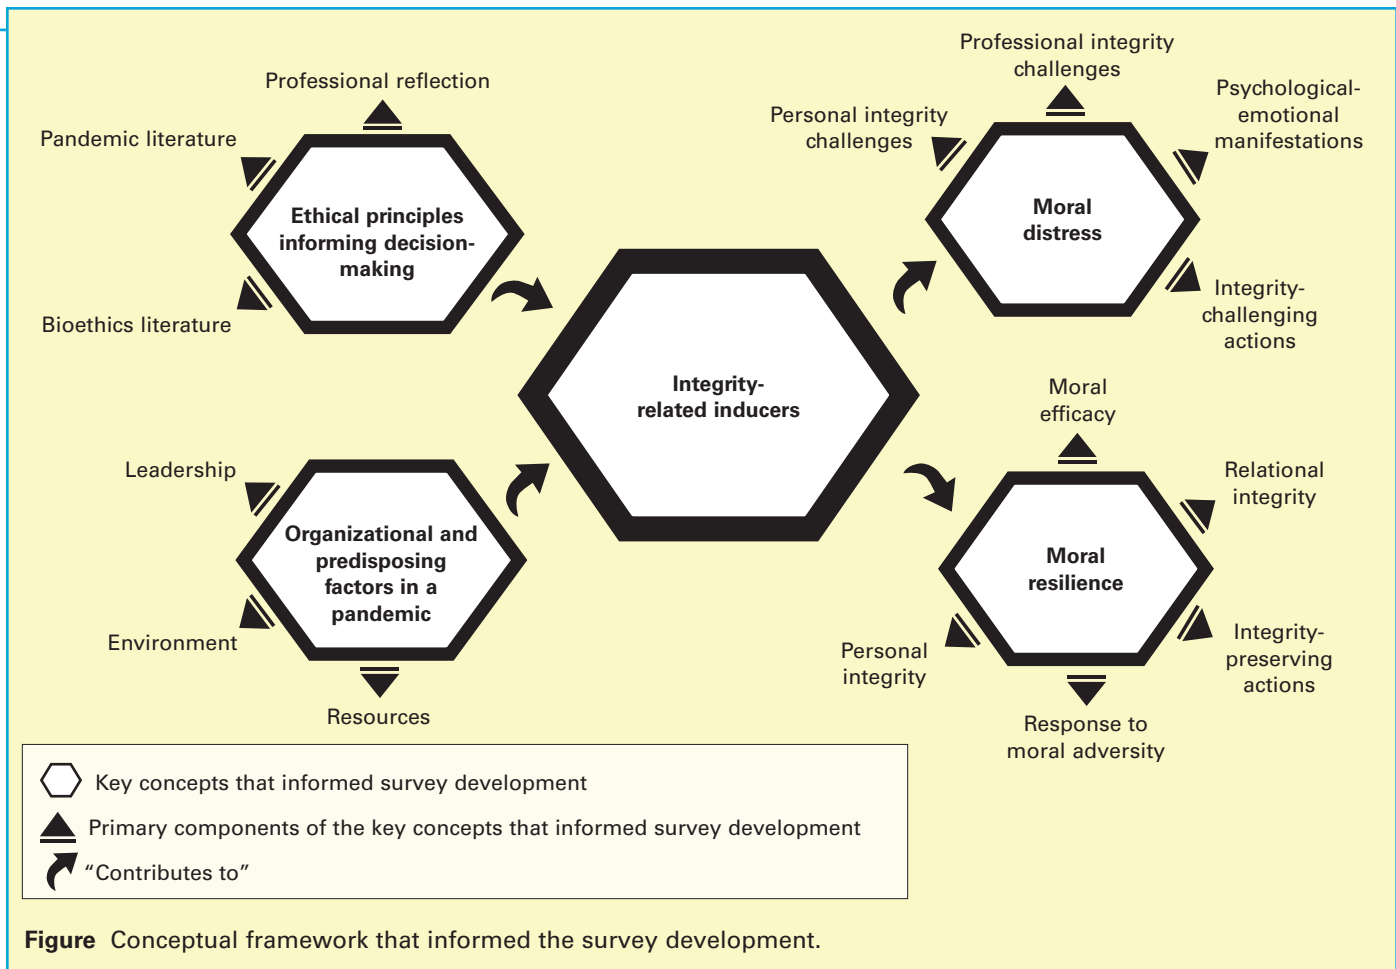 Professional reflection
Pandemic literature
Ethical principles
informing decision-
making
Bioethics literature
Leadership
Organizational and
predisposing
factors in a
pandemic
Environment
Resources
Integrity-
related inducers
Professional integrity
challenges
Personal integrity
challenges
Psychological-
emotional
manifestations
Moral
distress
Integrity-
challenging
actions
Moral
efficacy
Relational
integrity
Moral
resilience
Personal
integrity
Integrity-
preserving
actions
Response to
moral adversity
Key concepts that informed survey development
Primary components of the key concepts that informed survey development
“Contributes to”
Figure Conceptual framework that informed the survey development.